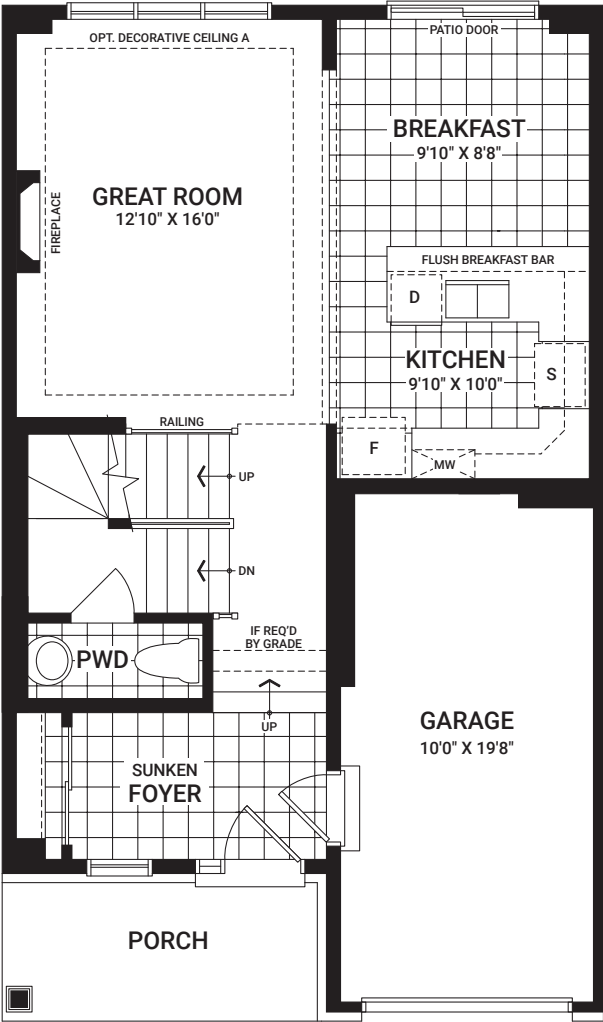 OPT. DECORATIVE CEILING A
PATIO DOOR
BREAKFAST
9'10" X 8'8"
GREAT ROOM
12'10" X 16'0"
FIREPLACE
FLUSH BREAKFAST BAR
D
KITCHEN
9'10" X 10'0"
S
RAILING
F
MW
UP
DN
IF REQ'D
BY GRADE
PWD
UP
GARAGE
10'0" X 19'8"
SUNKEN
FOYER
PORCH